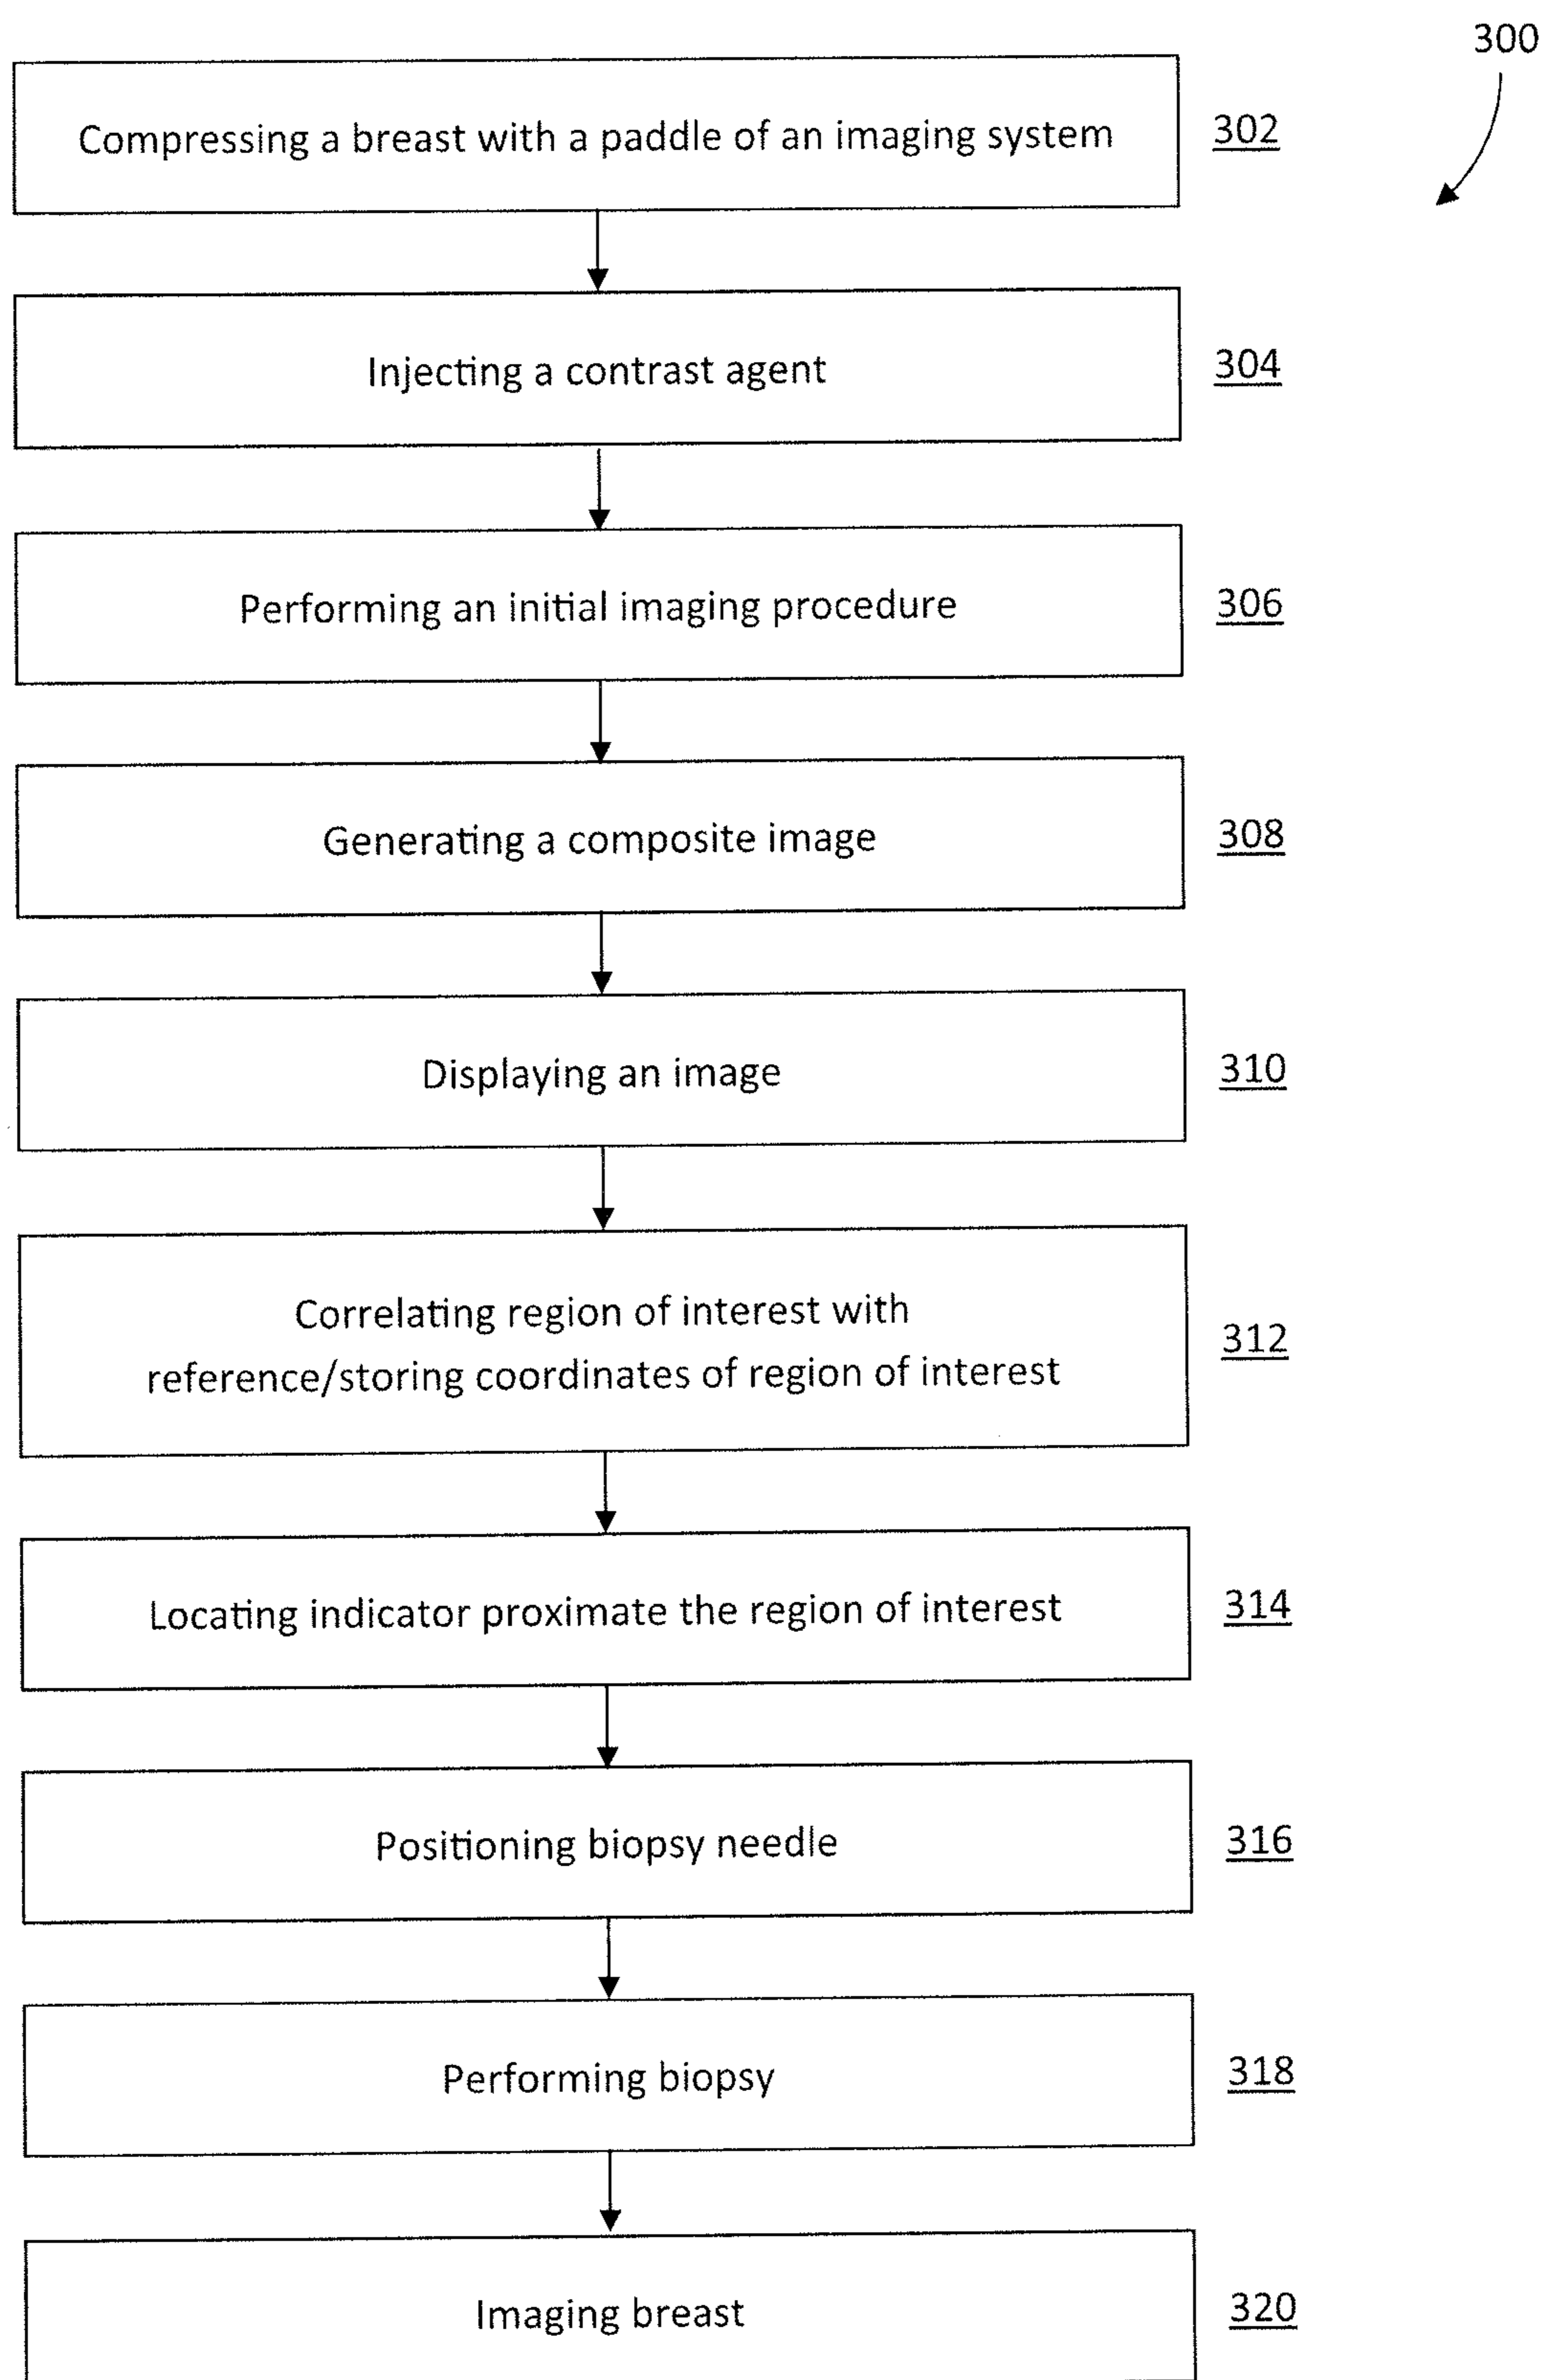 300
Compressing a breast with a paddle of an imaging system 302
Injecting a contrast agent 304
Performing an initial imaging procedure 306
Generating a composite image 308
Displaying an image 310
Correlating region of interest with
reference/storing coordinates of region of interest 312
Locating indicator proximate the region of interest 314
Positioning biopsy needle 316
Performing biopsy 318
Imaging breast 320